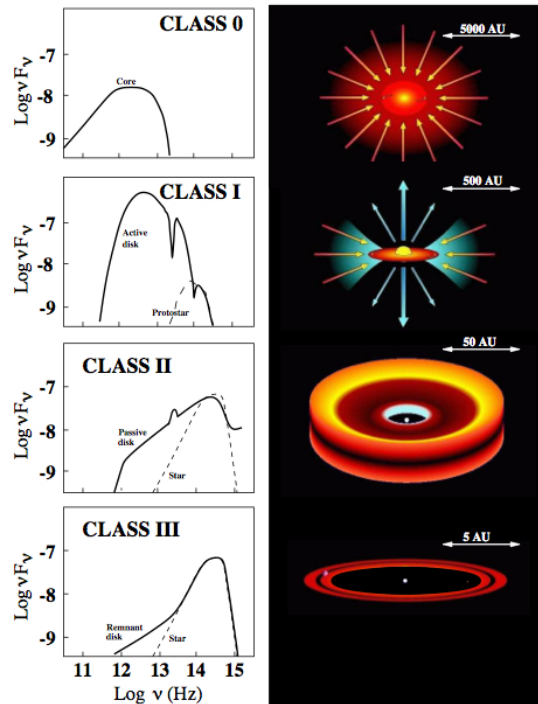 CLASS 0
-7
-8
-9
Log νFν
Core
5000 AU
CLASS I
-7
-8
-9
Log νFν
Active
disk
Protostar
500 AU
CLASS II
-7
-8
-9
Log νFν
Passive
disk
Star
50 AU
CLASS III
-7
-8
-9
Log νFν
Remnant
disk
Star
5 AU
11 12 13 14 15
Log ν (Hz)